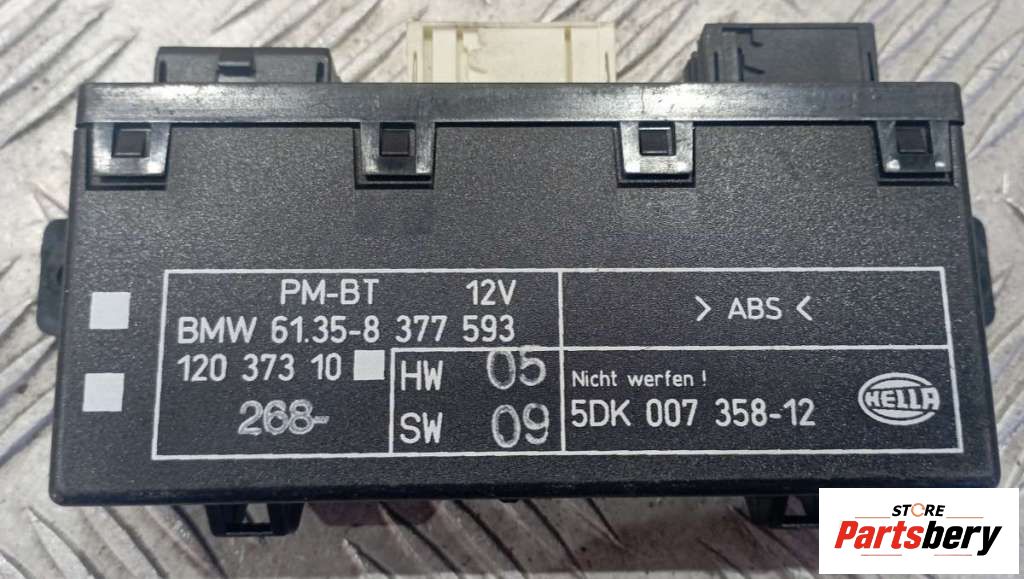 PM-BT 12V
BMW 61.35-8 377 593
120 373 10
268-
HW 05
SW 09
> ABS <
Nicht werfen !
5DK 007 358-12
HELLA
STORE
Partsbery